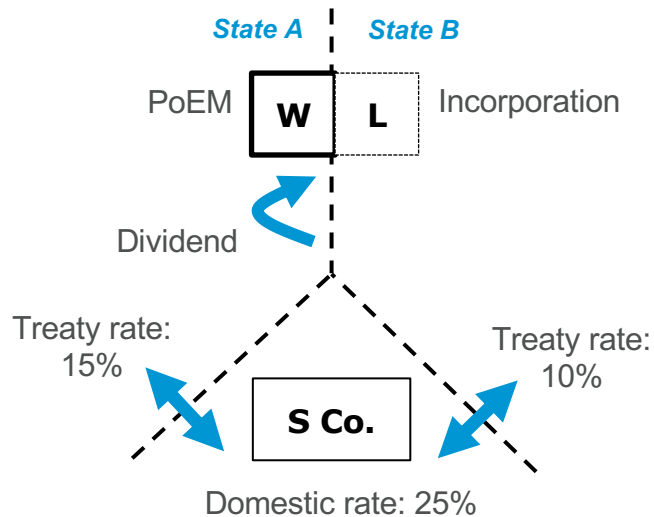 State A
State B
PoEM
W
L
Incorporation
Dividend
Treaty rate:
15%
Treaty rate:
10%
S Co.
Domestic rate: 25%